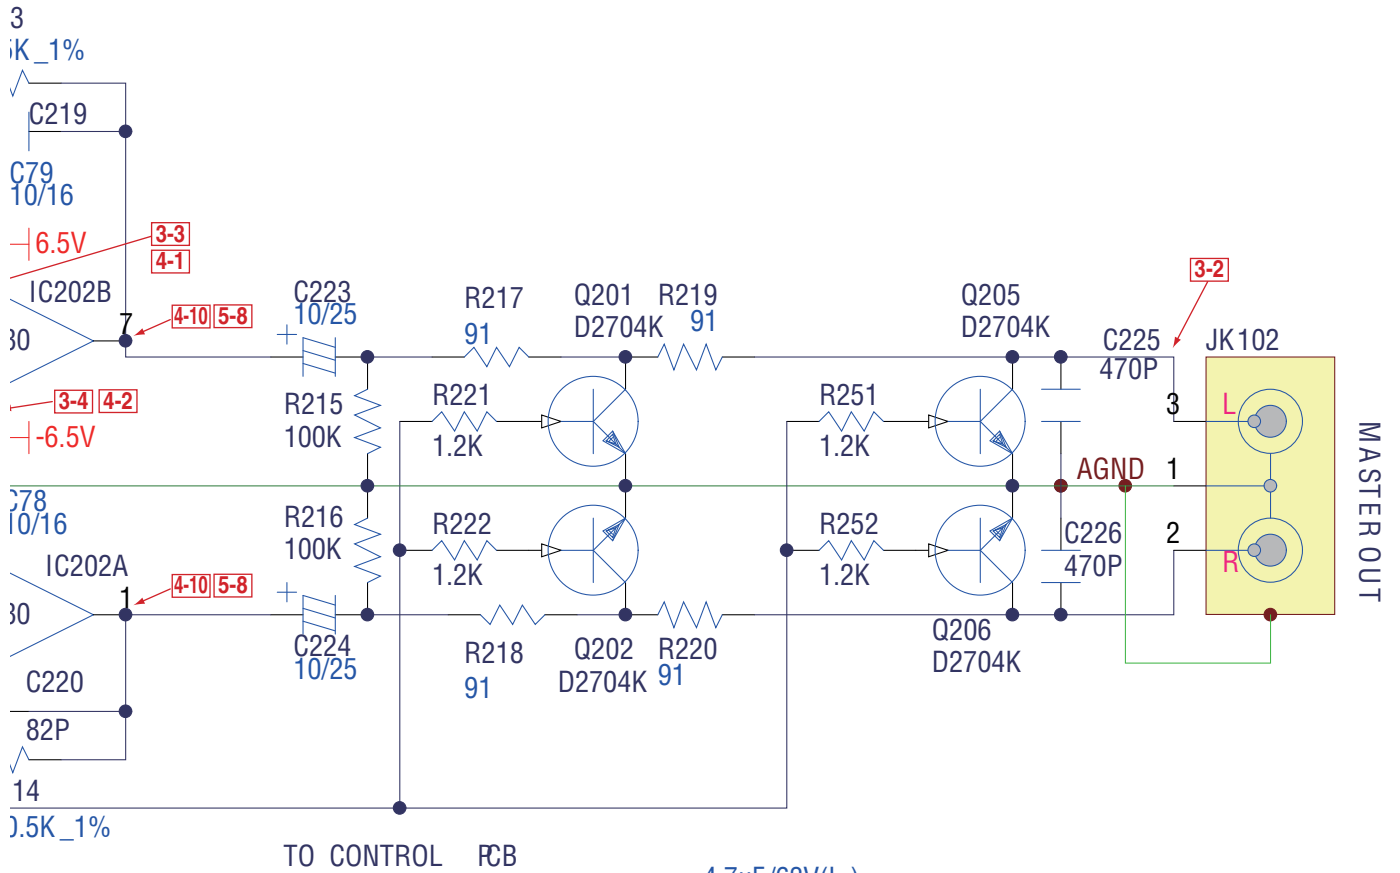 3
K_1%
C219
C79
10/16
6.5V
3-3
4-1
IC202B
7
4-10 5-8
30
3-4 4-2
-6.5V
C223
10/25
+
R217
91
Q201
D2704K
R219
91
Q205
D2704K
3-2
C225
470P
JK102
R215
100K
R221
1.2K
R251
1.2K
3
L
AGND
1
C78
10/16
R216
100K
R222
1.2K
R252
1.2K
C226
470P
2
R
MASTER OUT
IC202A
1
4-10 5-8
30
+
C224
10/25
R218
91
Q202
D2704K
R220
91
Q206
D2704K
C220
82P
14
0.5K_1%
TO CONTROL PCB